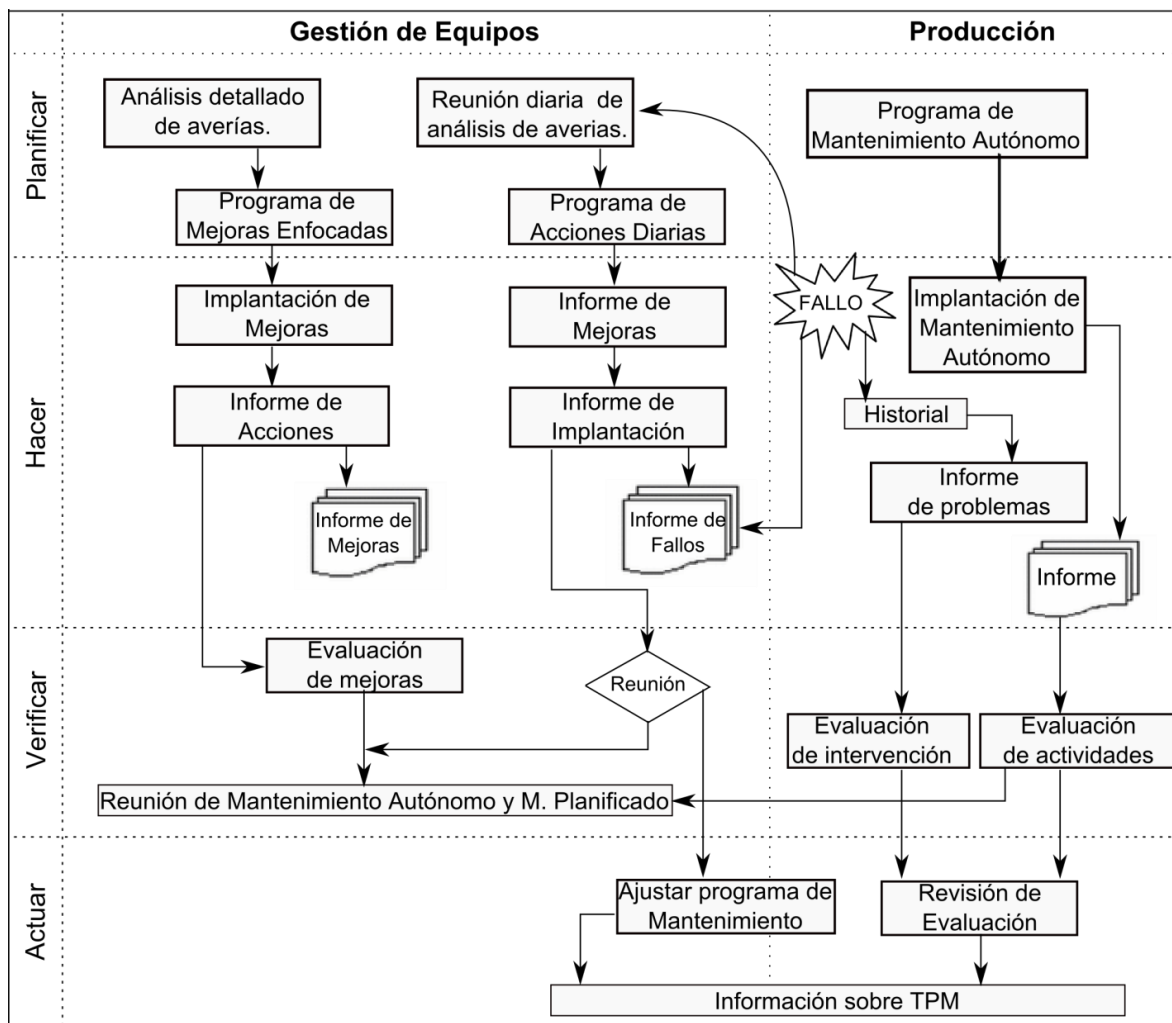 Gestión de Equipos
Producción
Planificar
Análisis detallado
de averías.
Reunión diaria de
análisis de averias.
Programa de
Mantenimiento Autónomo
Programa de
Mejoras Enfocadas
Programa de
Acciones Diarias
Hacer
Implantación de
Mejoras
Informe de
Mejoras
FALLO
Implantación de
Mantenimiento
Autónomo
Informe de
Acciones
Informe de
Implantación
Historial
Informe
de problemas
Informe de
Mejoras
Informe de
Fallos
Informe
Verificar
Evaluación
de mejoras
Reunión
Evaluación
de intervención
Evaluación
de actividades
Reunión de Mantenimiento Autónomo y M. Planificado
Actuar
Ajustar programa de
Mantenimiento
Revisión de
Evaluación
Información sobre TPM